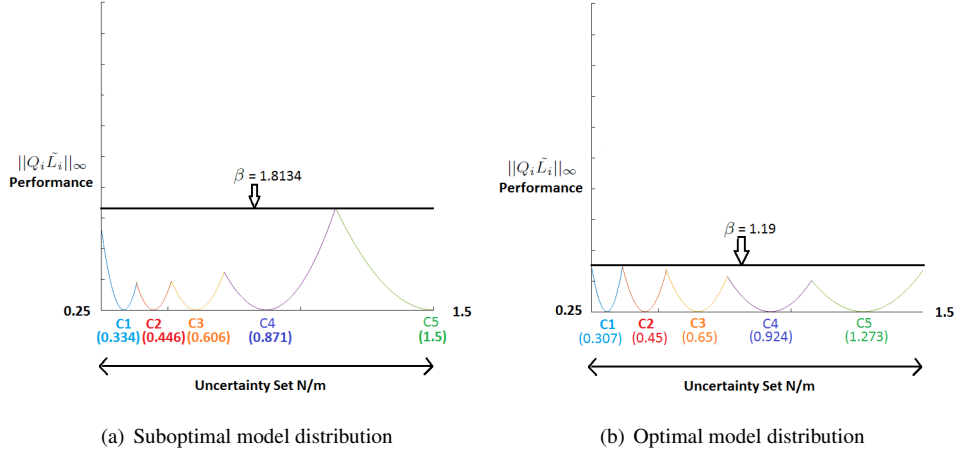 ||Q_i L̃_i||_∞
Performance
β = 1.8134
0.25
1.5
C1
(0.334)
C2
(0.446)
C3
(0.606)
C4
(0.871)
C5
(1.5)
Uncertainty Set N/m
(a) Suboptimal model distribution
||Q_i L̃_i||_∞
Performance
β = 1.19
0.25
1.5
C1
(0.307)
C2
(0.45)
C3
(0.65)
C4
(0.924)
C5
(1.273)
Uncertainty Set N/m
(b) Optimal model distribution